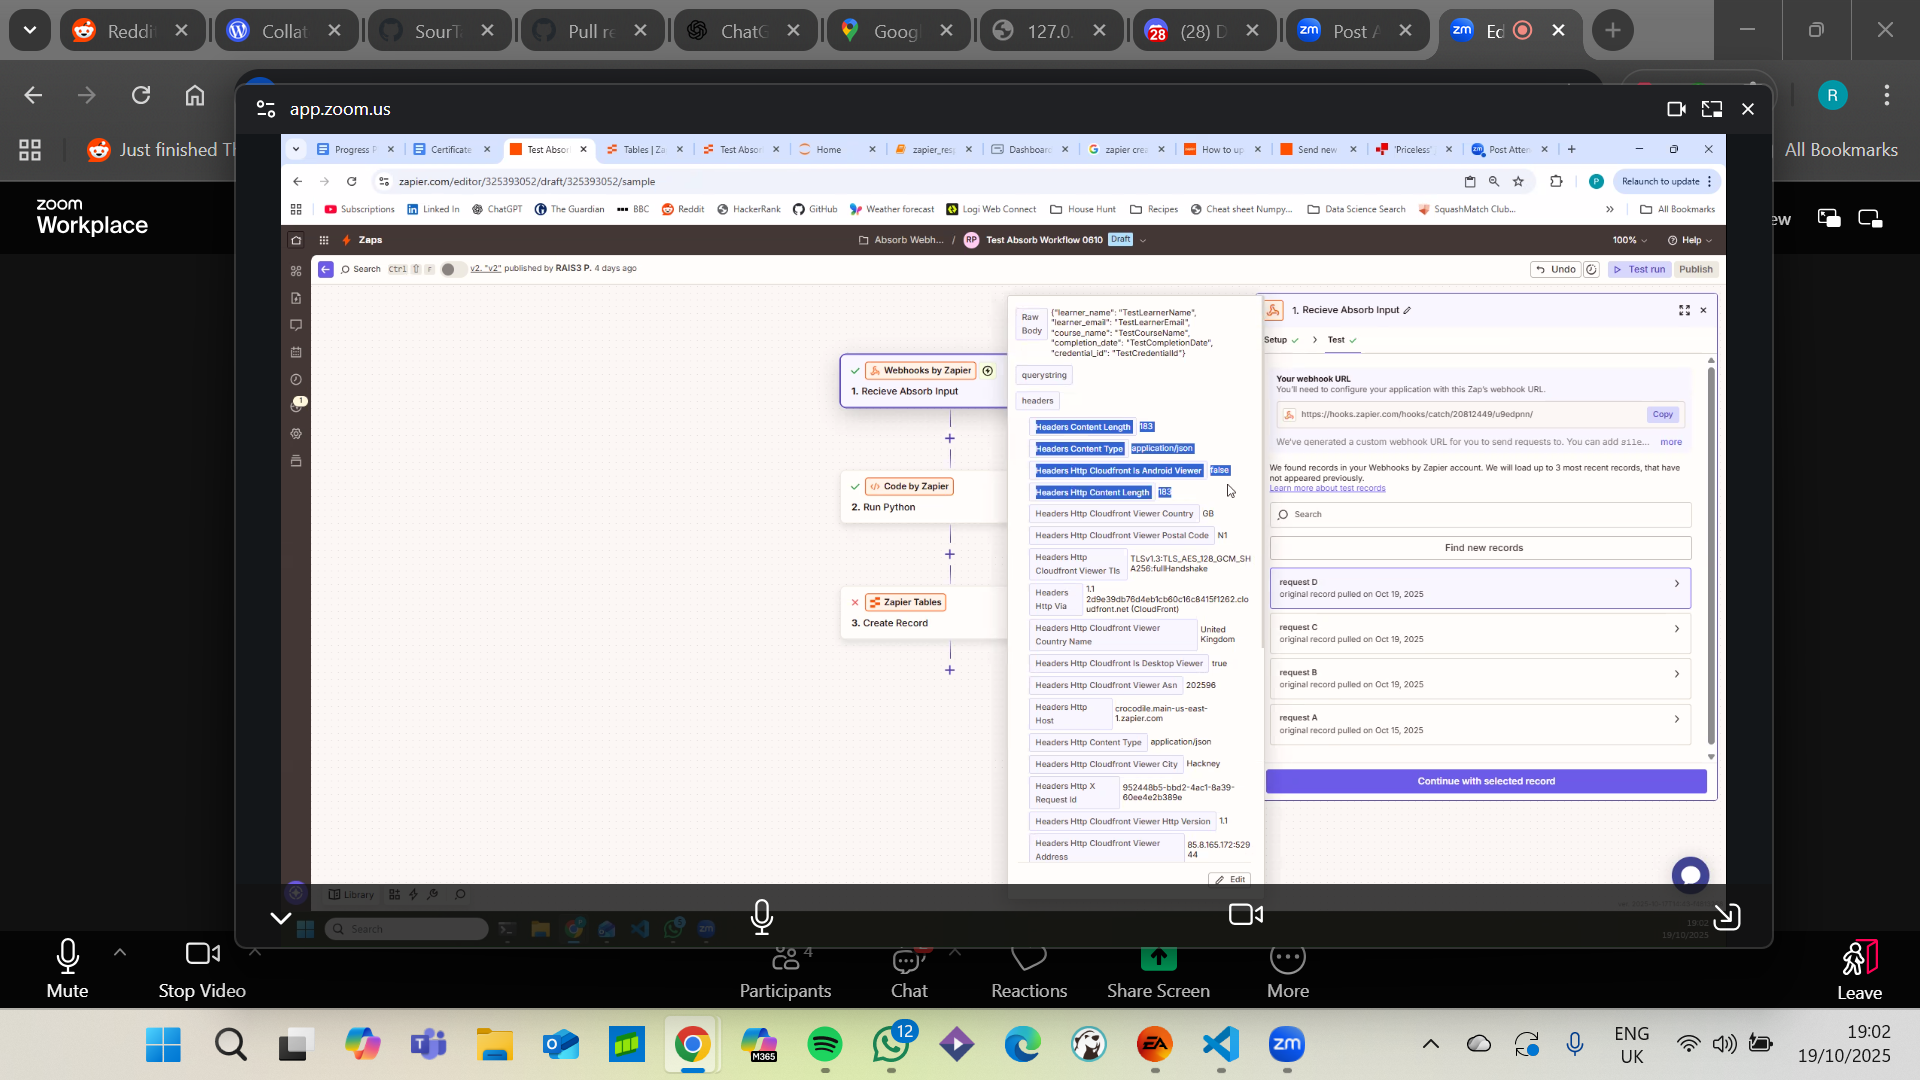 Reddit
Collat
SourT
Pull re
ChatG
Goog
127.0.
(28) D
Post A
Ed
Just finished T
All Bookmarks
R
app.zoom.us
zoom
Workplace
ew
Progress P
Certificate
Test Absor
Tables | Za
Test Absor
Home
zapier_res
Dashboard
zapier cre
How to up
Send new
'Priceless'
Post Atten
zapier.com/editor/325393052/draft/325393052/sample
P
Relaunch to update
Subscriptions
Linked In
ChatGPT
The Guardian
BBC
Reddit
HackerRank
GitHub
Weather forecast
Logi Web Connect
House Hunt
Recipes
Cheat sheet Numpy...
Data Science Search
SquashMatch Club...
»
All Bookmarks
Zaps
Absorb Webh... / RP Test Absorb Workflow 0610 Draft
100%
Help
Search Ctrl ⇧ F
v2. "v2" published by RAIS3 P. 4 days ago
Undo
Test run
Publish
1
Webhooks by Zapier
1. Recieve Absorb Input
Code by Zapier
2. Run Python
Zapier Tables
3. Create Record
Raw Body
{"learner_name": "TestLearnerName",
"learner_email": "TestLearnerEmail",
"course_name": "TestCourseName",
"completion_date": "TestCompletionDate",
"credential_id": "TestCredentialId"}
querystring
headers
Headers Content Length 183
Headers Content Type application/json
Headers Http Cloudfront Is Android Viewer false
Headers Http Content Length 183
Headers Http Cloudfront Viewer Country GB
Headers Http Cloudfront Viewer Postal Code N1
Headers Http Cloudfront Viewer Tls TLSv1.3:TLS_AES_128_GCM_SHA256:fullHandshake
Headers Http Via 1.1 2d9e39db76d4eb1cb60c16c8415f1262.cloudfront.net (CloudFront)
Headers Http Cloudfront Viewer Country Name United Kingdom
Headers Http Cloudfront Is Desktop Viewer true
Headers Http Cloudfront Viewer Asn 202596
Headers Http Host crocodile.main-us-east-1.zapier.com
Headers Http Content Type application/json
Headers Http Cloudfront Viewer City Hackney
Headers Http X Request Id 952448b5-bbd2-4ac1-8a39-60ee4e2b389e
Headers Http Cloudfront Viewer Http Version 1.1
Headers Http Cloudfront Viewer Address 85.8.165.172:52944
Edit
1. Recieve Absorb Input
Setup
Test
Your webhook URL
You'll need to configure your application with this Zap's webhook URL.
https://hooks.zapier.com/hooks/catch/20812449/u9edpnn/
Copy
We've generated a custom webhook URL for you to send requests to. You can add
more
We found records in your Webhooks by Zapier account. We will load up to 3 most recent records, that have
not appeared previously.
Learn more about test records
Search
Find new records
request D
original record pulled on Oct 19, 2025
request C
original record pulled on Oct 19, 2025
request B
original record pulled on Oct 19, 2025
request A
original record pulled on Oct 15, 2025
Continue with selected record
Library
Search
19:02
19/10/2025
Mute
Stop Video
4
Participants
Chat
Reactions
Share Screen
More
Leave
M365
12
EA
zm
ENG
UK
19:02
19/10/2025